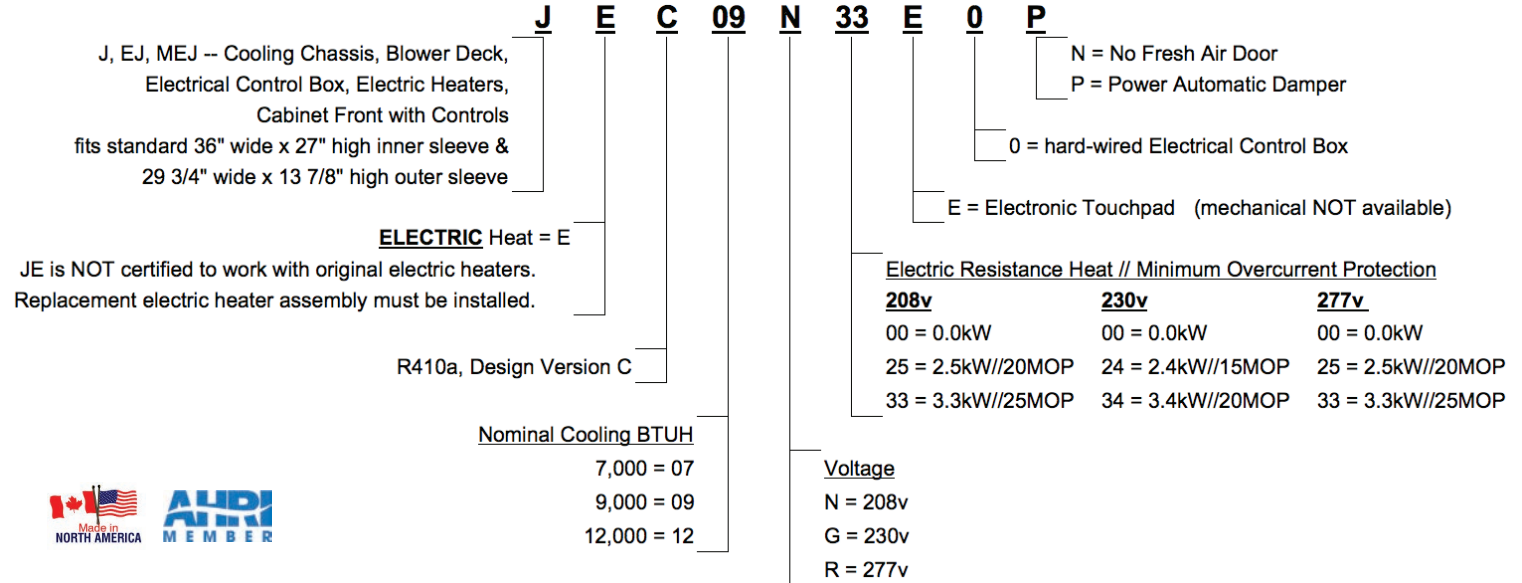 J E C 09 N 33 E 0 P
J, EJ, MEJ -- Cooling Chassis, Blower Deck,
Electrical Control Box, Electric Heaters,
Cabinet Front with Controls
fits standard 36" wide x 27" high inner sleeve &
29 3/4" wide x 13 7/8" high outer sleeve
N = No Fresh Air Door
P = Power Automatic Damper
0 = hard-wired Electrical Control Box
E = Electronic Touchpad (mechanical NOT available)
ELECTRIC Heat = E
JE is NOT certified to work with original electric heaters.
Replacement electric heater assembly must be installed.
Electric Resistance Heat // Minimum Overcurrent Protection
208v 230v 277v
00 = 0.0kW 00 = 0.0kW 00 = 0.0kW
25 = 2.5kW//20MOP 24 = 2.4kW//15MOP 25 = 2.5kW//20MOP
33 = 3.3kW//25MOP 34 = 3.4kW//20MOP 33 = 3.3kW//25MOP
R410a, Design Version C
Nominal Cooling BTUH
7,000 = 07
9,000 = 09
12,000 = 12
Voltage
N = 208v
G = 230v
R = 277v
Made in
NORTH AMERICA
AHRI
MEMBER